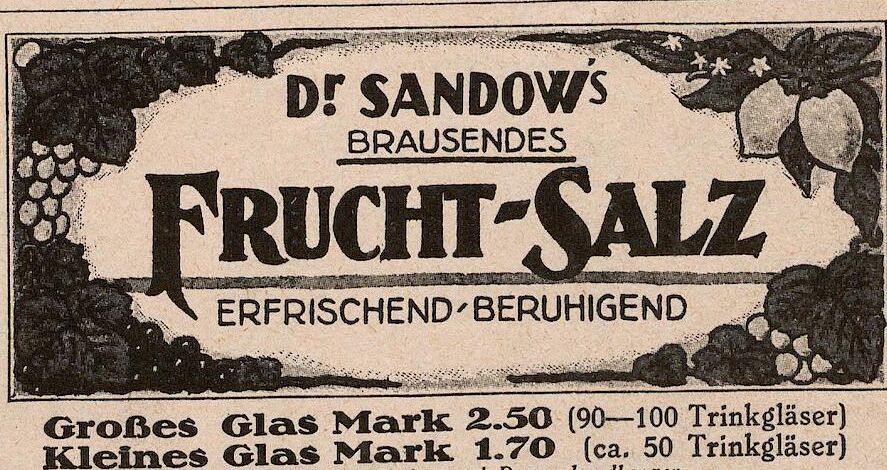 Dr SANDOW's
BRAUSENDES
FRUCHT-SALZ
ERFRISCHEND-BERUHIGEND
Großes Glas Mark 2.50 (90—100 Trinkgläser)
Kleines Glas Mark 1.70 (ca. 50 Trinkgläser)